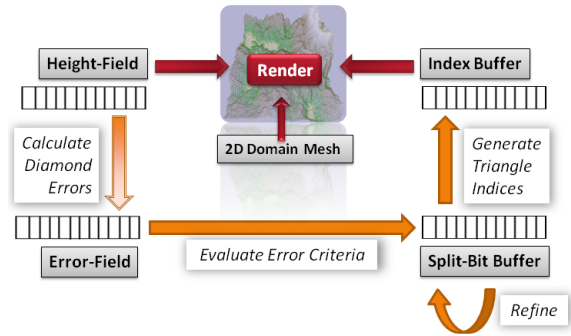 Height-Field
Render
Index Buffer
2D Domain Mesh
Calculate
Diamond
Errors
Generate
Triangle
Indices
Evaluate Error Criteria
Error-Field
Split-Bit Buffer
Refine